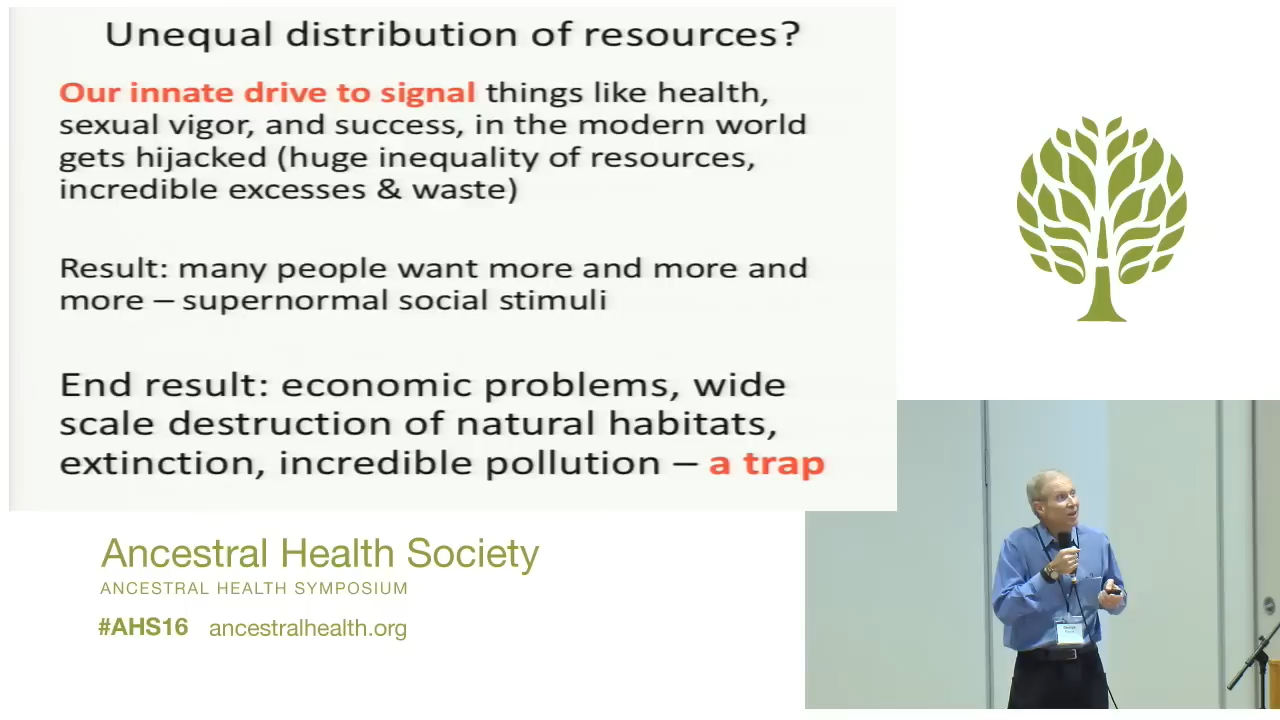 Unequal distribution of resources?
Our innate drive to signal things like health,
sexual vigor, and success, in the modern world
gets hijacked (huge inequality of resources,
incredible excesses & waste)
Result: many people want more and more and
more – supernormal social stimuli
End result: economic problems, wide
scale destruction of natural habitats,
extinction, incredible pollution – a trap
Ancestral Health Society
ANCESTRAL HEALTH SYMPOSIUM
#AHS16 ancestralhealth.org